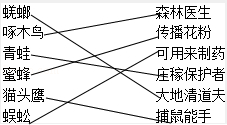 蜣螂 森林医生
啄木鸟 传播花粉
青蛙 可用来制药
蜜蜂 庄稼保护者
猫头鹰 大地清道夫
蜈蚣 捕鼠能手